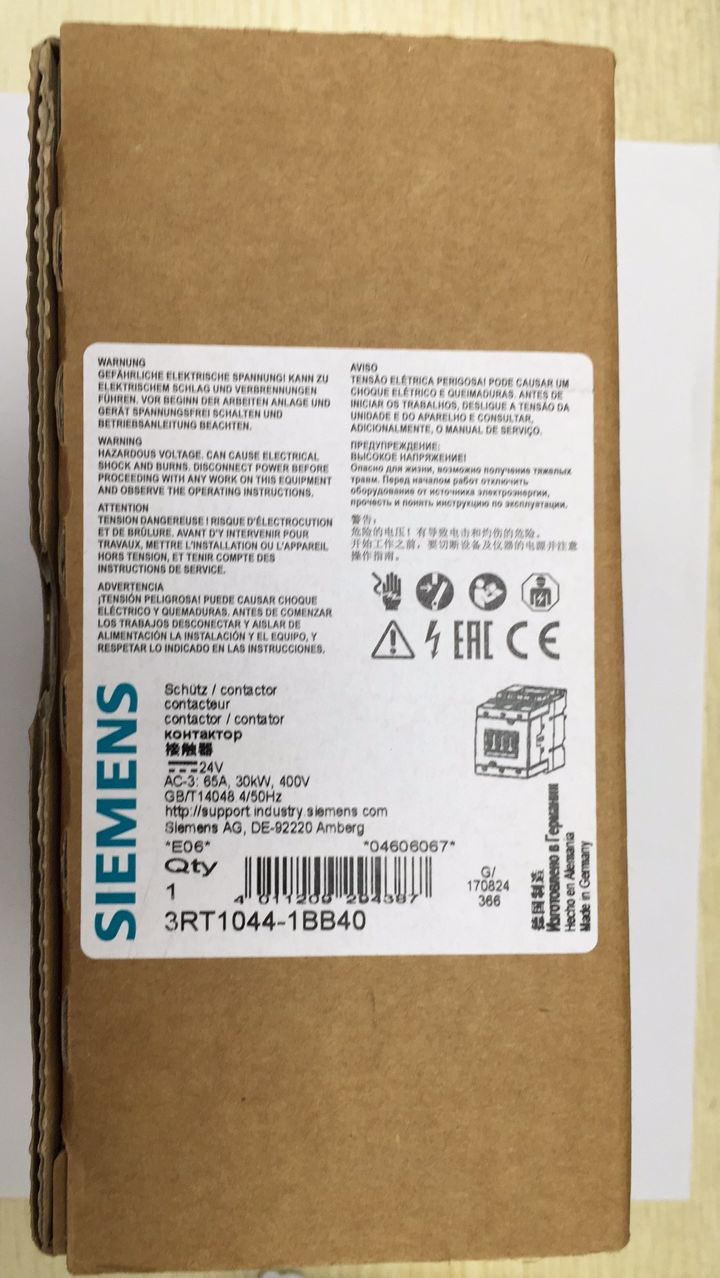 WARNUNG
GEFÄHRLICHE ELEKTRISCHE SPANNUNG! KANN ZU
ELEKTRISCHEM SCHLAG UND VERBRENNUNGEN
FÜHREN. VOR BEGINN DER ARBEITEN ANLAGE UND
GERÄT SPANNUNGSFREI SCHALTEN UND
BETRIEBSANLEITUNG BEACHTEN.
WARNING
HAZARDOUS VOLTAGE. CAN CAUSE ELECTRICAL
SHOCK AND BURNS. DISCONNECT POWER BEFORE
PROCEEDING WITH ANY WORK ON THIS EQUIPMENT
AND OBSERVE THE OPERATING INSTRUCTIONS.
ATTENTION
TENSION DANGEREUSE! RISQUE D'ÉLECTROCUTION
ET DE BRÛLURE. AVANT D'Y INTERVENIR POUR
TRAVAUX, METTRE L'INSTALLATION OU L'APPAREIL
HORS TENSION, ET TENIR COMPTE DES
INSTRUCTIONS DE SERVICE.
ADVERTENCIA
¡TENSIÓN PELIGROSA! PUEDE CAUSAR CHOQUE
ELÉCTRICO Y QUEMADURAS. ANTES DE COMENZAR
LOS TRABAJOS DESCONECTAR Y AISLAR DE
ALIMENTACIÓN LA INSTALACIÓN Y EL EQUIPO, Y
RESPETAR LO INDICADO EN LAS INSTRUCCIONES.
AVISO
TENSÃO ELÉTRICA PERIGOSA! PODE CAUSAR UM
CHOQUE ELÉTRICO E QUEIMADURAS. ANTES DE
INICIAR OS TRABALHOS, DESLIGUE A TENSÃO DA
UNIDADE E DO APARELHO E CONSULTAR,
ADICIONALMENTE, O MANUAL DE SERVIÇO.
ПРЕДУПРЕЖДЕНИЕ:
ВЫСОКОЕ НАПРЯЖЕНИЕ!
Опасно для жизни, возможно получение тяжелых
травм. Перед началом работ отключить
оборудование от источника электроэнергии,
прочесть и понять инструкцию по эксплуатации.
警告:
危险的电压! 有导致电击和灼伤的危险。
开始工作之前, 要切断设备及仪器的电源并注意
操作指南。
EAC CE
SIEMENS
Schütz / contactor
contacteur
contactor / contator
контактор
接触器
24V
AC-3: 65A, 30kW, 400V
GB/T14048.4/50Hz
http://support.industry.siemens.com
Siemens AG, DE-92220 Amberg
*E06* *04606067*
Qty
1
4 011209 294387
3RT1044-1BB40
G/
170824
366
德国制造
Изготовлено в Германии
Hecho en Alemania
Made in Germany